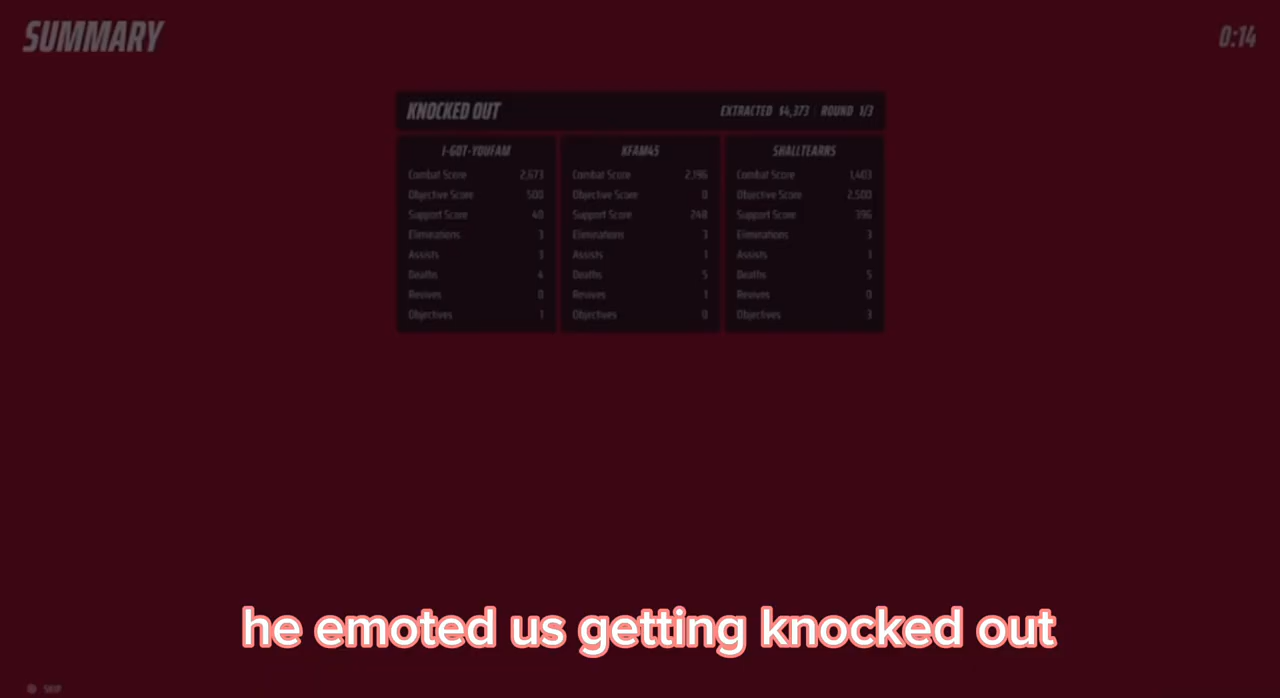 SUMMARY
0:14
KNOCKED OUT
EXTRACTED $4,373 | ROUND 1/3
I-GOT-YOUFAM
Combat Score 2,673
Objective Score 500
Support Score 40
Eliminations 3
Assists 3
Deaths 4
Revives 0
Objectives 1
KFAM45
Combat Score 2,196
Objective Score 0
Support Score 248
Eliminations 3
Assists 1
Deaths 5
Revives 1
Objectives 0
SHALLTEARRS
Combat Score 1,403
Objective Score 2,500
Support Score 396
Eliminations 3
Assists 1
Deaths 5
Revives 0
Objectives 3
he emoted us getting knocked out
SKIP